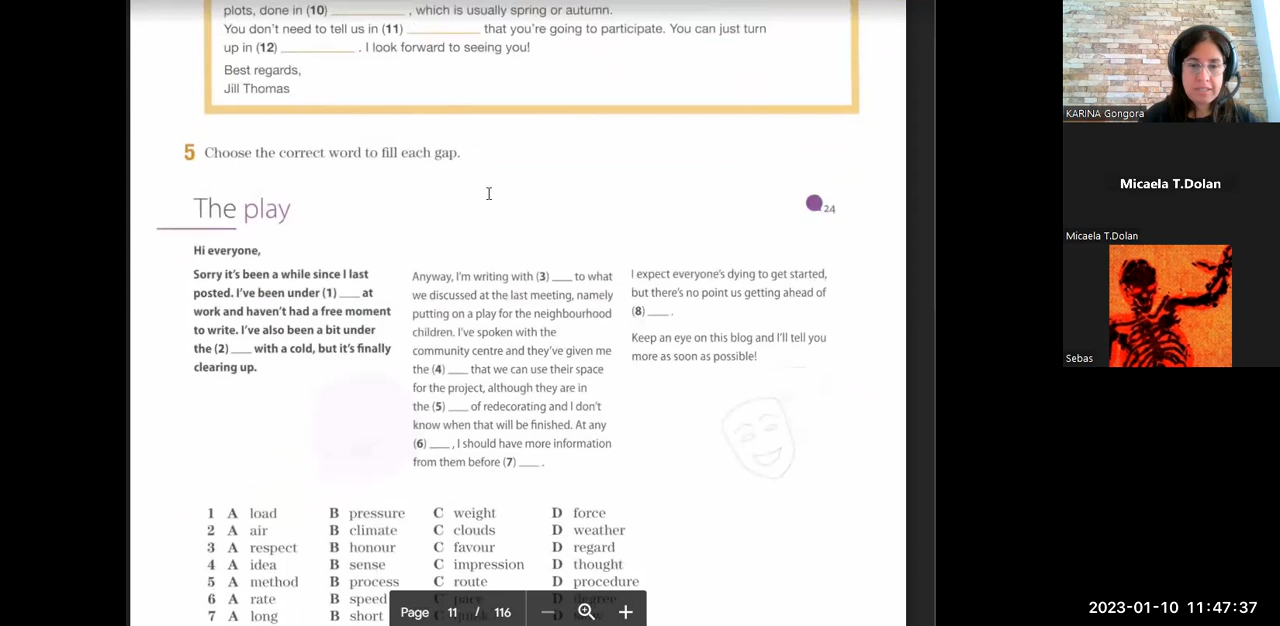 plots, done in (10) ____________ , which is usually spring or autumn.
You don't need to tell us in (11) ____________ that you're going to participate. You can just turn
up in (12) ____________ . I look forward to seeing you!
Best regards,
Jill Thomas
5 Choose the correct word to fill each gap.
The play
24
Hi everyone,
Sorry it's been a while since I last
posted. I've been under (1) ____ at
work and haven't had a free moment
to write. I've also been a bit under
the (2) ____ with a cold, but it's finally
clearing up.
Anyway, I'm writing with (3) ____ to what
we discussed at the last meeting, namely
putting on a play for the neighbourhood
children. I've spoken with the
community centre and they've given me
the (4) ____ that we can use their space
for the project, although they are in
the (5) ____ of redecorating and I don't
know when that will be finished. At any
(6) ____ , I should have more information
from them before (7) ____ .
I expect everyone's dying to get started,
but there's no point us getting ahead of
(8) ____ .
Keep an eye on this blog and I'll tell you
more as soon as possible!
1 A load B pressure C weight D force
2 A air B climate C clouds D weather
3 A respect B honour C favour D regard
4 A idea B sense C impression D thought
5 A method B process C route D procedure
6 A rate B speed C pace D degree
7 A long B short
Page 11 / 116
KARINA Gongora
Micaela T.Dolan
Micaela T.Dolan
Sebas
2023-01-10 11:47:37